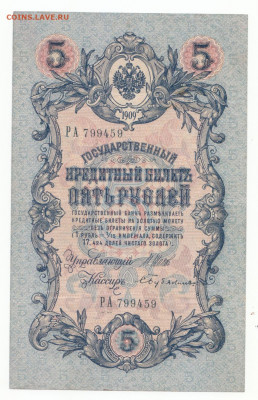 COINS.LAVE.RU
5 5
1909
РА 799459
ГОСУДАРСТВЕННЫЙ
КРЕДИТНЫЙ БИЛЕТЪ
ПЯТЬ РУБЛЕЙ
ГОСУДАРСТВЕННЫЙ БАНКЪ РАЗМѢНИВАЕТЪ
КРЕДИТНЫЕ БИЛЕТЫ НА ЗОЛОТУЮ МОНЕТУ
БЕЗЪ ОГРАНИЧЕНІЯ СУММЫ
(1 РУБЛЬ = 1/15 ИМПЕРІАЛА, СОДЕРЖИТЪ
17,424 ДОЛЕЙ ЧИСТАГО ЗОЛОТА).
Управляющій
Кассиръ
РА 799459
5 5